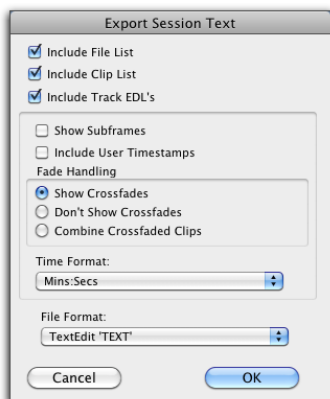 Export Session Text
Include File List
Include Clip List
Include Track EDL's
Show Subframes
Include User Timestamps
Fade Handling
Show Crossfades
Don't Show Crossfades
Combine Crossfaded Clips
Time Format:
Mins:Secs
File Format:
TextEdit 'TEXT'
Cancel
OK